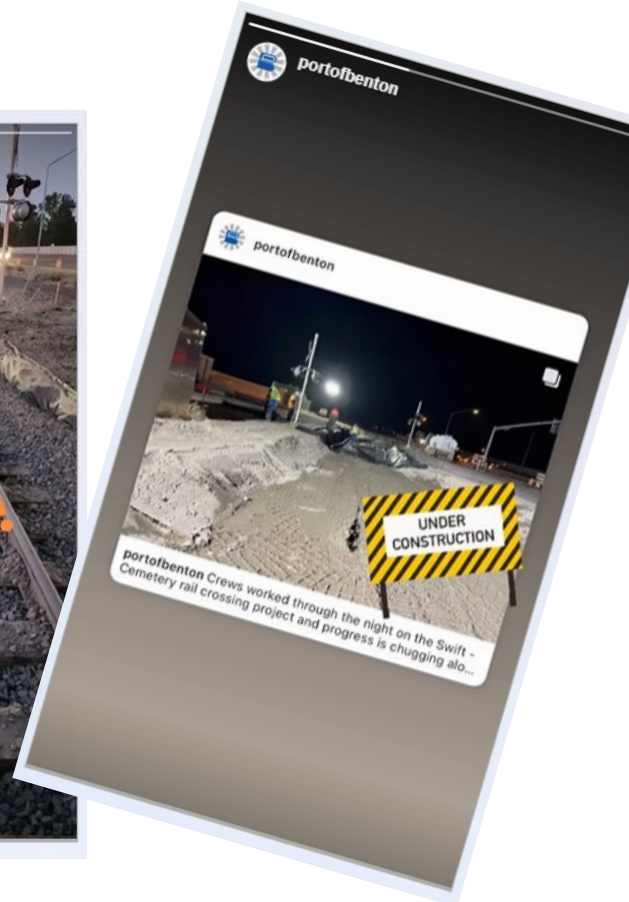 portofbenton
portofbenton
UNDER
CONSTRUCTION
portofbenton Crews worked through the night on the Swift -
Cemetery rail crossing project and progress is chugging alo...